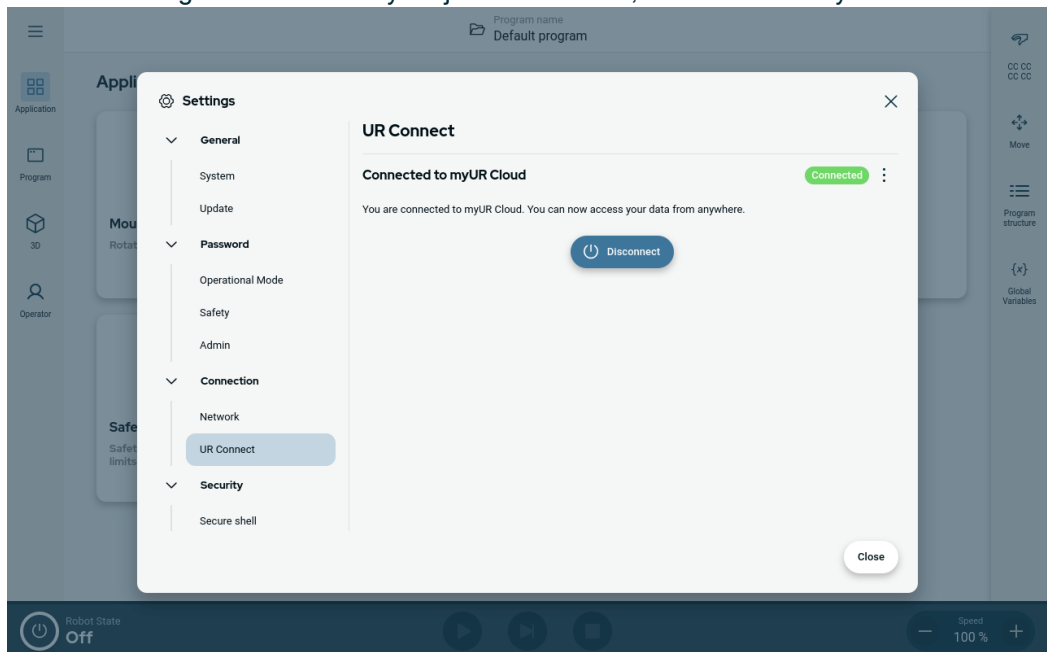 Program name
Default program
Application
Program
3D
Operator
Appli
Mou
Rotat
Safe
Safet
limits
Settings
General
System
Update
Password
Operational Mode
Safety
Admin
Connection
Network
UR Connect
Security
Secure shell
UR Connect
Connected to myUR Cloud
Connected
You are connected to myUR Cloud. You can now access your data from anywhere.
Disconnect
Close
CC CC
CC CC
Move
Program
structure
{x}
Global
Variables
Robot State
Off
Speed
100 %